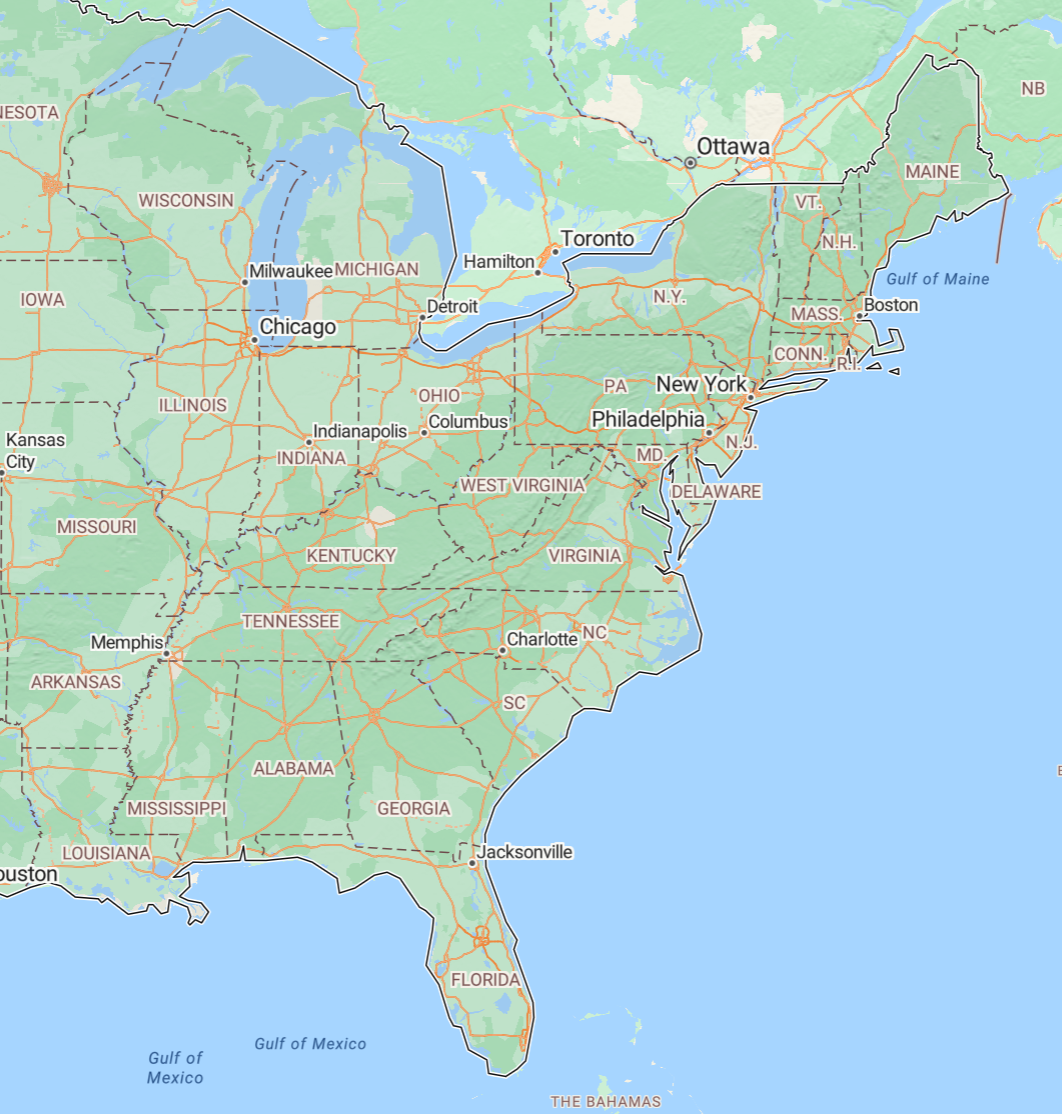 Ottawa
NB
NESOTA
MAINE
WISCONSIN
VT.
Toronto
N.H.
Hamilton
Milwaukee
MICHIGAN
Gulf of Maine
IOWA
N.Y.
Detroit
Boston
MASS.
Chicago
CONN.
R.I.
PA
New York
OHIO
ILLINOIS
Philadelphia
Columbus
Indianapolis
N.J.
Kansas
City
INDIANA
MD.
WEST VIRGINIA
DELAWARE
MISSOURI
KENTUCKY
VIRGINIA
TENNESSEE
NC
Charlotte
Memphis
ARKANSAS
SC
ALABAMA
MISSISSIPPI
GEORGIA
LOUISIANA
Jacksonville
ouston
FLORIDA
Gulf of Mexico
Gulf of
Mexico
THE BAHAMAS